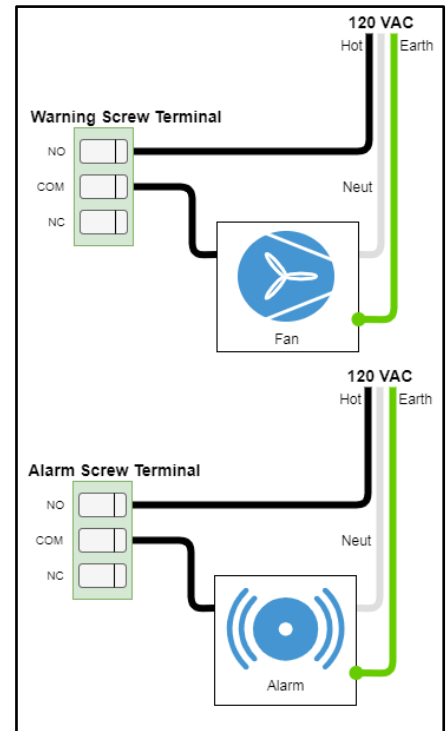 120 VAC
Hot
Earth
Warning Screw Terminal
NO
COM
NC
Neut
Fan
120 VAC
Hot
Earth
Alarm Screw Terminal
NO
COM
NC
Neut
Alarm